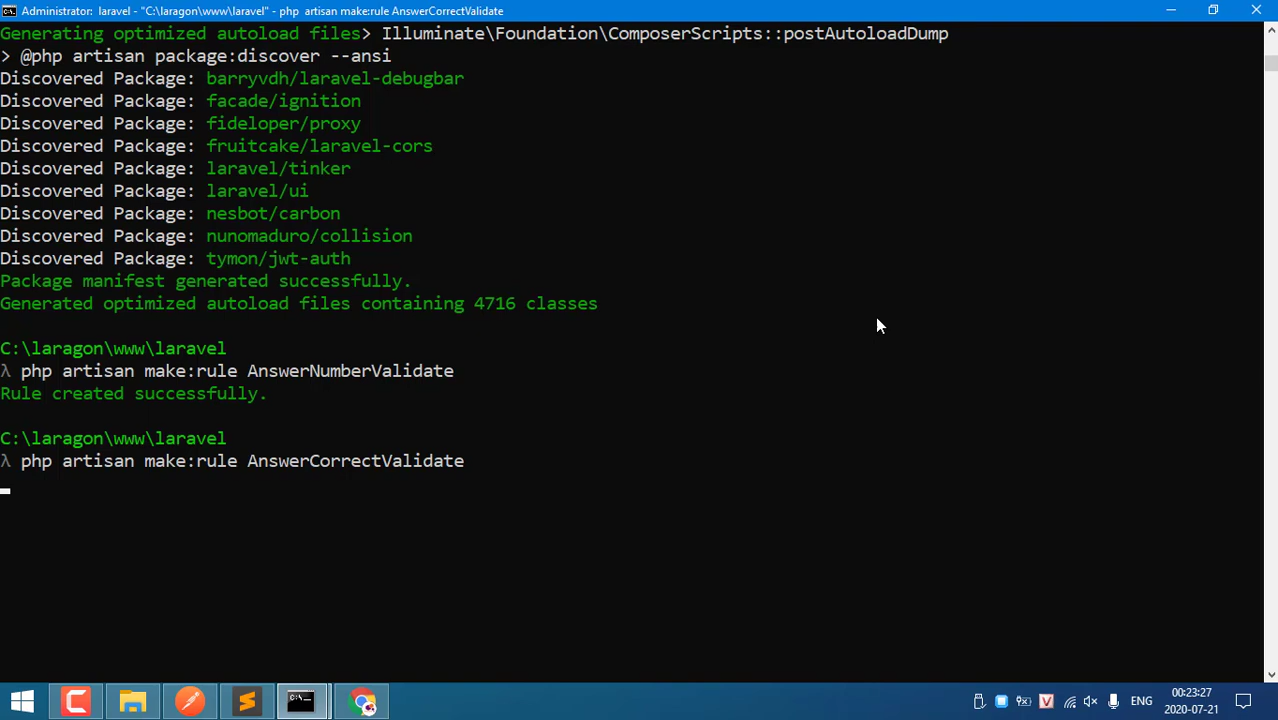 Administrator: laravel - "C:\laragon\www\laravel" - php artisan make:rule AnswerCorrectValidate
Generating optimized autoload files> Illuminate\Foundation\ComposerScripts::postAutoloadDump
> @php artisan package:discover --ansi
Discovered Package: barryvdh/laravel-debugbar
Discovered Package: facade/ignition
Discovered Package: fideloper/proxy
Discovered Package: fruitcake/laravel-cors
Discovered Package: laravel/tinker
Discovered Package: laravel/ui
Discovered Package: nesbot/carbon
Discovered Package: nunomaduro/collision
Discovered Package: tymon/jwt-auth
Package manifest generated successfully.
Generated optimized autoload files containing 4716 classes
C:\laragon\www\laravel
λ php artisan make:rule AnswerNumberValidate
Rule created successfully.
C:\laragon\www\laravel
λ php artisan make:rule AnswerCorrectValidate
ENG
00:23:27
2020-07-21